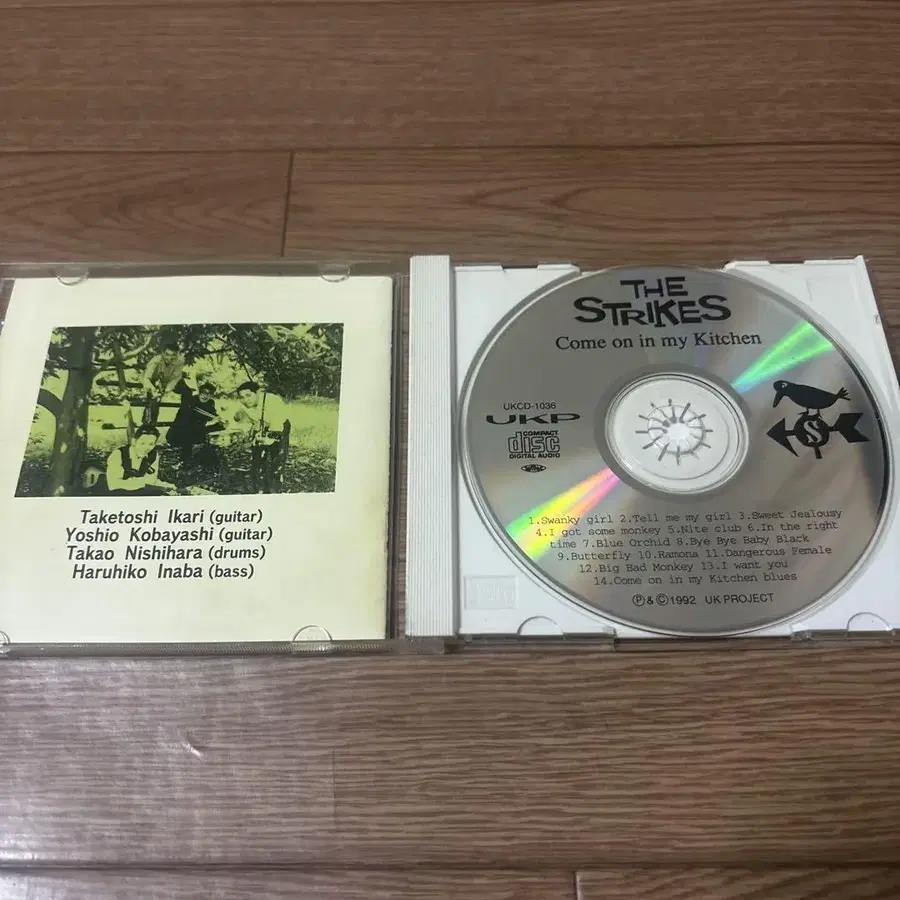 Taketoshi Ikari (guitar)
Yoshio Kobayashi (guitar)
Takao Nishihara (drums)
Haruhiko Inaba (bass)
THE
STRIKES
Come on in my Kitchen
UKCD-1036
UKP
COMPACT
disc
DIGITAL AUDIO
S
1.Swanky girl 2.Tell me my girl 3.Sweet Jealousy
4.I got some monkey 5.Nite club 6.In the right
time 7.Blue Orchid 8.Bye Bye Baby Black
9.Butterfly 10.Ramona 11.Dangerous Female
12.Big Bad Monkey 13.I want you
14.Come on in my Kitchen blues
Ⓟ&©1992 UK PROJECT